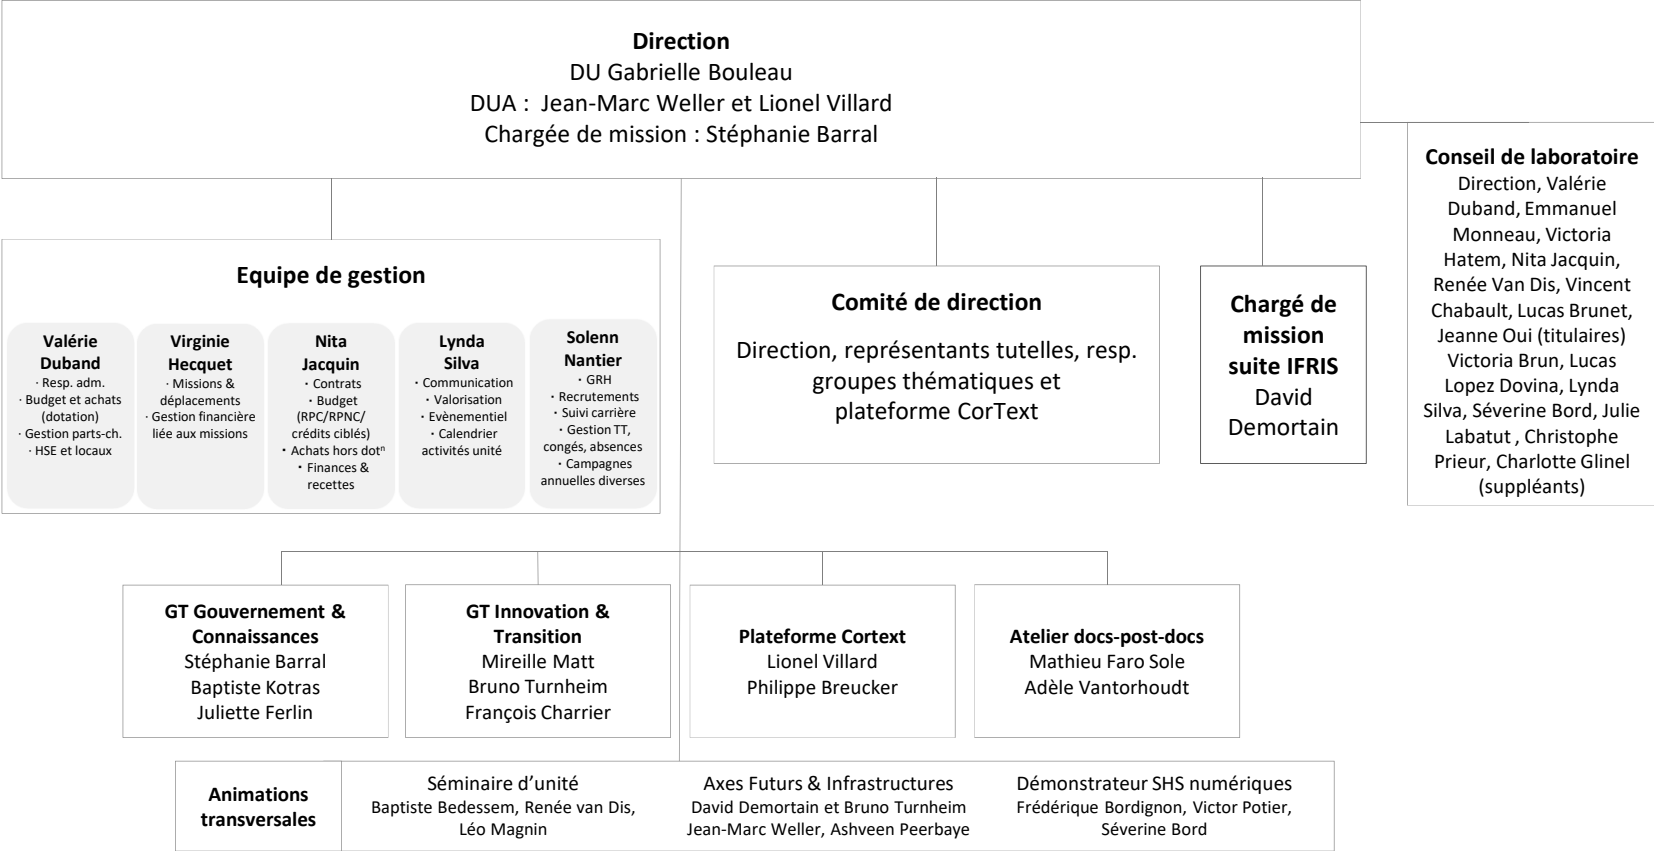 Direction
DU Gabrielle Bouleau
DUA :  Jean-Marc Weller et Lionel Villard
Chargée de mission : Stéphanie Barral
Conseil de laboratoire
Direction, Valérie
Duband, Emmanuel
Monneau, Victoria
Hatem, Nita Jacquin,
Renée Van Dis, Vincent
Chabault, Lucas Brunet,
Jeanne Oui (titulaires)
Victoria Brun, Lucas
Lopez Dovina, Lynda
Silva, Séverine Bord, Julie
Labatut , Christophe
Prieur, Charlotte Glinel
(suppléants)
Equipe de gestion
Valérie
Duband
· Resp. adm.
· Budget et achats
(dotation)
· Gestion parts-ch.
· HSE et locaux
Virginie
Hecquet
· Missions &
déplacements
· Gestion financière
liée aux missions
Nita
Jacquin
· Contrats
· Budget
(RPC/RPNC/
crédits ciblés)
· Achats hors dotⁿ
· Finances &
recettes
Lynda
Silva
· Communication
· Valorisation
· Evènementiel
· Calendrier
activités unité
Solenn
Nantier
· GRH
· Recrutements
· Suivi carrière
· Gestion TT,
congés, absences
· Campagnes
annuelles diverses
Comité de direction
Direction, représentants tutelles, resp.
groupes thématiques et
plateforme CorText
Chargé de
mission
suite IFRIS
David
Demortain
GT Gouvernement &
Connaissances
Stéphanie Barral
Baptiste Kotras
Juliette Ferlin
GT Innovation &
Transition
Mireille Matt
Bruno Turnheim
François Charrier
Plateforme Cortext
Lionel Villard
Philippe Breucker
Atelier docs-post-docs
Mathieu Faro Sole
Adèle Vantorhoudt
Animations
transversales
Séminaire d’unité
Baptiste Bedessem, Renée van Dis,
Léo Magnin
Axes Futurs & Infrastructures
David Demortain et Bruno Turnheim
Jean-Marc Weller, Ashveen Peerbaye
Démonstrateur SHS numériques
Frédérique Bordignon, Victor Potier,
Séverine Bord